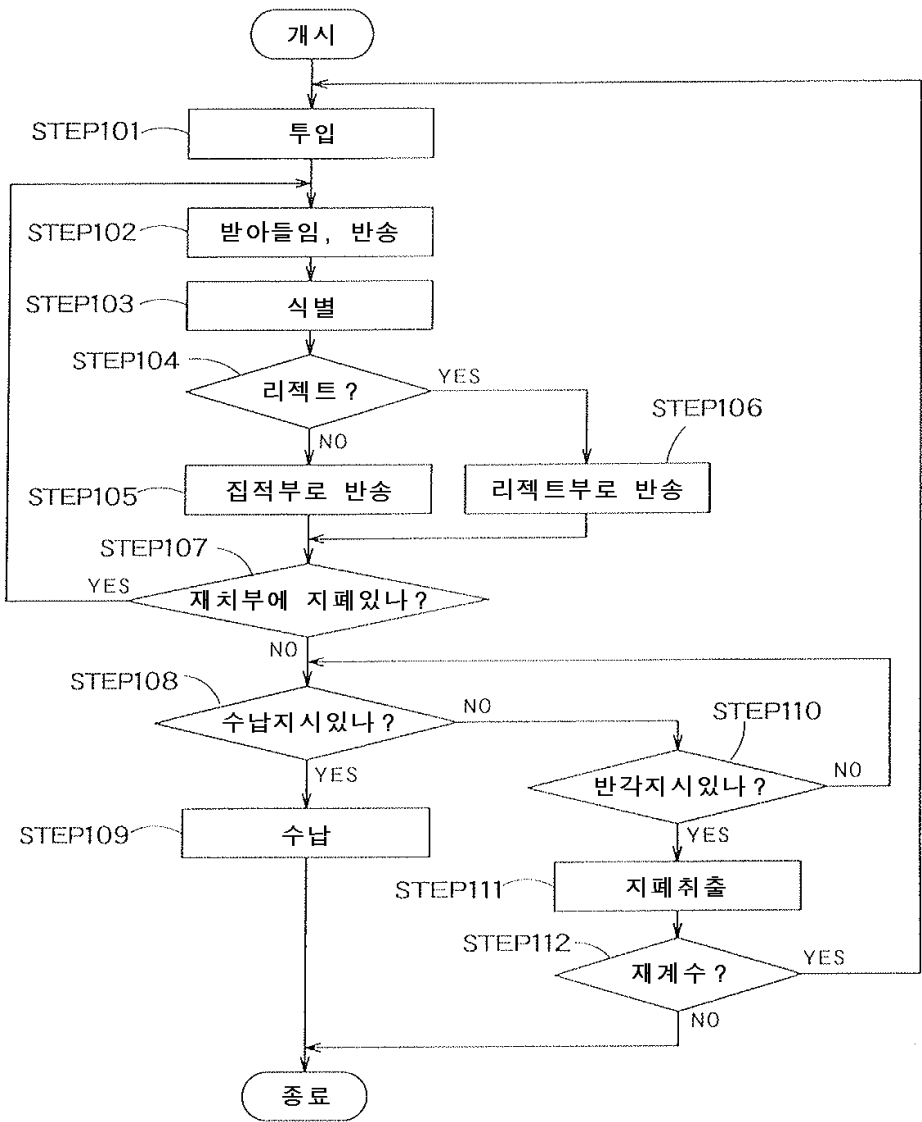 개시
STEP101
투입
STEP102
받아들임, 반송
STEP103
식별
STEP104
리젝트?
YES
NO
STEP106
STEP105
집적부로 반송
리젝트부로 반송
STEP107
YES
재치부에 지폐있나?
NO
STEP108
수납지시있나?
NO
YES
STEP110
반각지시있나?
NO
YES
STEP109
수납
STEP111
지폐취출
STEP112
재계수?
YES
NO
종료